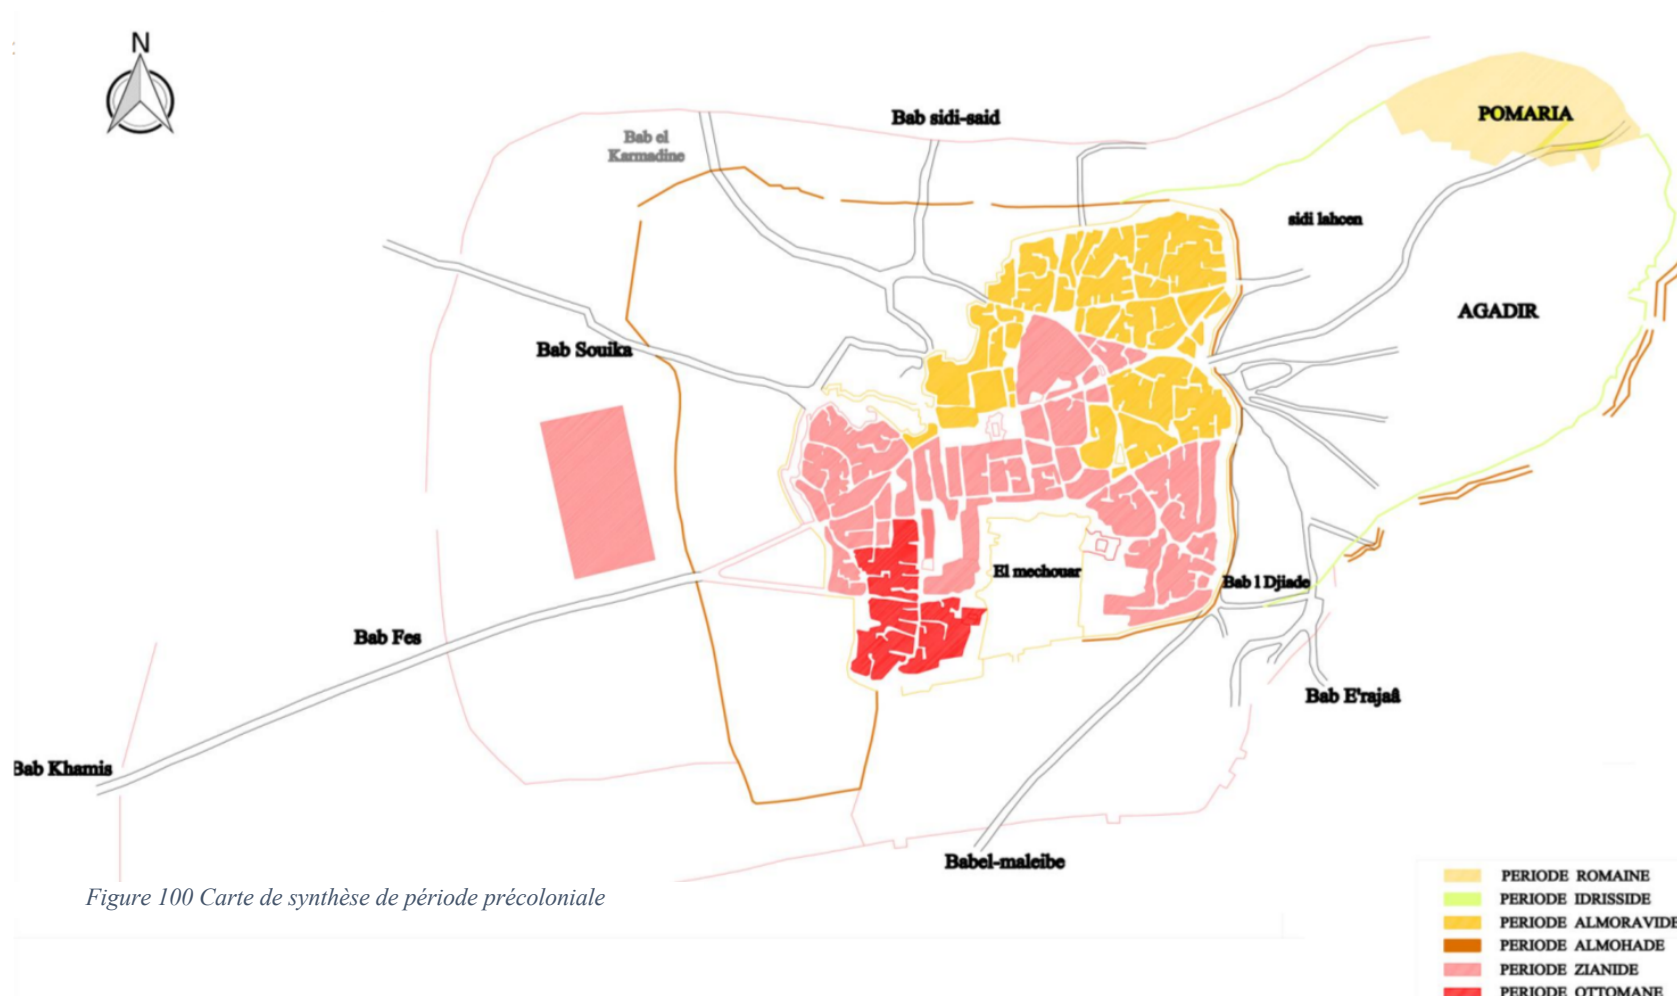 N
Bab sidi-said
POMARIA
Bab el
Karmadine
sidi lahcen
AGADIR
Bab Souika
El mechouar
Bab l Djiade
Bab Fes
Bab E'rajaâ
Bab Khamis
Babel-maleibe
Figure 100 Carte de synthèse de période précoloniale
PERIODE ROMAINE
PERIODE IDRISSIDE
PERIODE ALMORAVIDE
PERIODE ALMOHADE
PERIODE ZIANIDE
PERIODE OTTOMANE